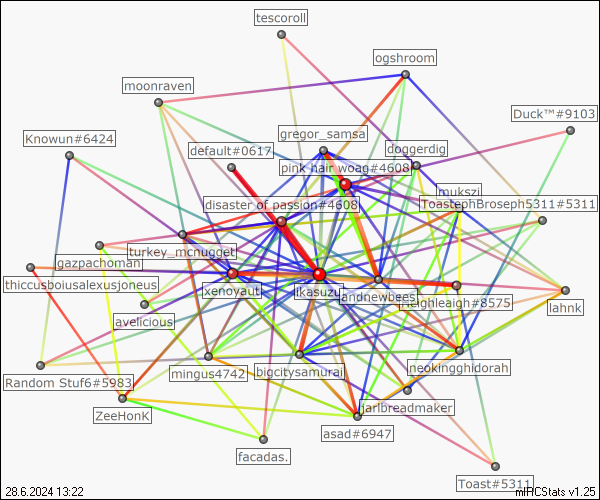 tescoroll
ogshroom
moonraven
Duck™#9103
gregor_samsa
Knowun#6424
default#0617
doggerdig
pink hair woag#4608
mukszi
disaster of passion#4608
ToastephBroseph5311#5311
turkey_mcnugget
gazpachoman
thiccusboiusalexusjoneus
xenoyaut
ikasuzu
landnewbees
Heighleaigh#8575
lahnk
avelicious
Random Stuf6#5983
mingus4742
bigcitysamurai
neokingghidorah
ZeeHonK
jarlbreadmaker
asad#6947
facadas.
Toast#5311
28.6.2024 13:22
mIRCStats v1.25